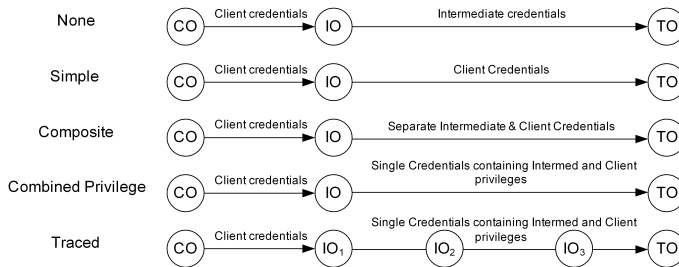 None
CO Client credentials IO Intermediate credentials TO
Simple
CO Client credentials IO Client Credentials TO
Composite
CO Client credentials IO Separate Intermediate & Client Credentials TO
Combined Privilege
CO Client credentials IO Single Credentials containing Intermed and Client
privileges TO
Traced
CO Client credentials IO₁ Single Credentials containing Intermed and Client
privileges IO₂ IO₃ TO